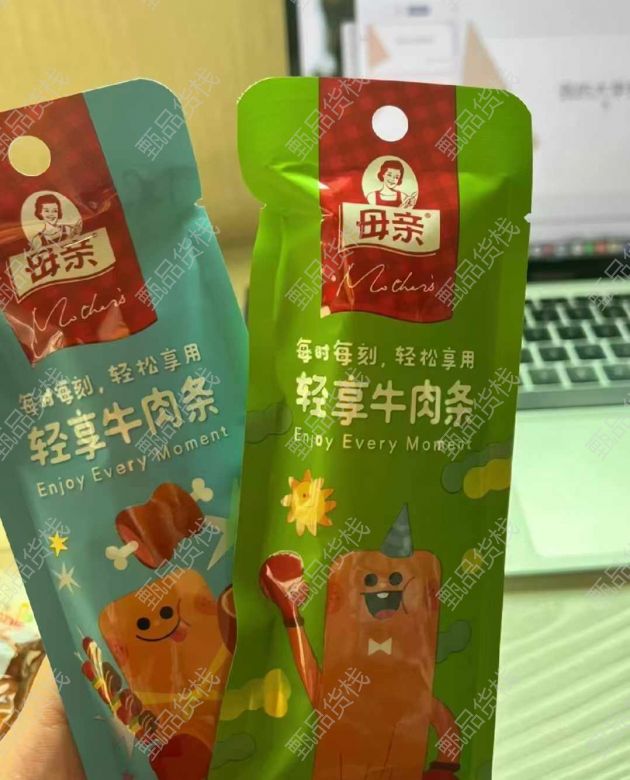 母亲
Mother's
每时每刻，轻松享用
轻享牛肉条
Enjoy Every Moment
母亲®
Mother's
每时每刻，轻松享用
轻享牛肉条
Enjoy Every Moment
甄品货栈